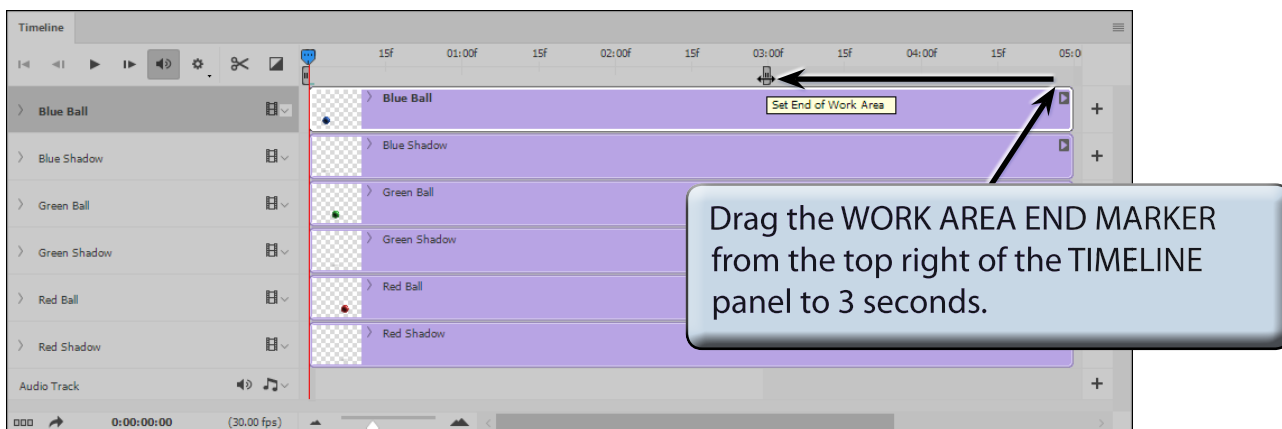 Timeline
15f 01:00f 15f 02:00f 15f 03:00f 15f 04:00f 15f 05:0
Blue Ball Blue Ball
Set End of Work Area
Blue Shadow Blue Shadow
Green Ball Green Ball
Green Shadow Green Shadow
Red Ball Red Ball
Red Shadow Red Shadow
Drag the WORK AREA END MARKER
from the top right of the TIMELINE
panel to 3 seconds.
Audio Track
0:00:00:00 (30.00 fps)